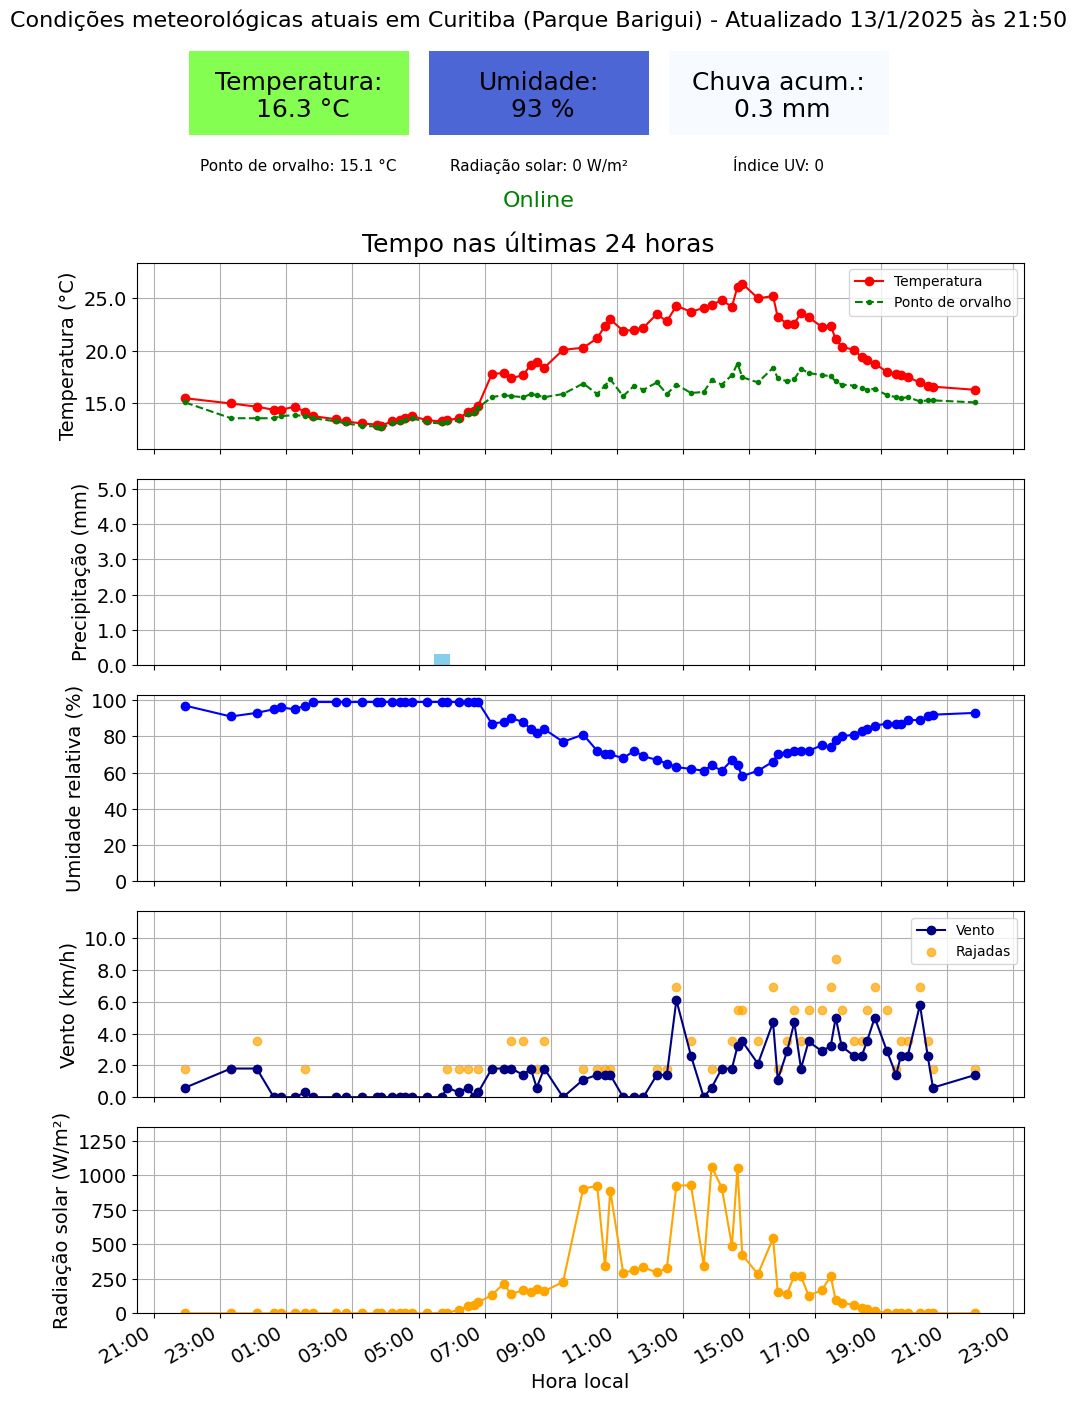 Condições meteorológicas atuais em Curitiba (Parque Barigui) - Atualizado 13/1/2025 às 21:50
Temperatura:
16.3 °C
Umidade:
93 %
Chuva acum.:
0.3 mm
Ponto de orvalho: 15.1 °C
Radiação solar: 0 W/m²
Índice UV: 0
Online
Tempo nas últimas 24 horas
Temperatura (°C)
25.0
20.0
15.0
Temperatura
Ponto de orvalho
Precipitação (mm)
5.0
4.0
3.0
2.0
1.0
0.0
Umidade relativa (%)
100
80
60
40
20
0
Vento (km/h)
10.0
8.0
6.0
4.0
2.0
0.0
Vento
Rajadas
Radiação solar (W/m²)
1250
1000
750
500
250
0
21:00
23:00
01:00
03:00
05:00
07:00
09:00
11:00
13:00
15:00
17:00
19:00
21:00
23:00
Hora local